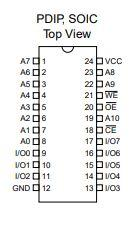 PDIP, SOIC
Top View
A7 1 24 VCC
A6 2 23 A8
A5 3 22 A9
A4 4 21 WE
A3 5 20 OE
A2 6 19 A10
A1 7 18 CE
A0 8 17 I/O7
I/O0 9 16 I/O6
I/O1 10 15 I/O5
I/O2 11 14 I/O4
GND 12 13 I/O3